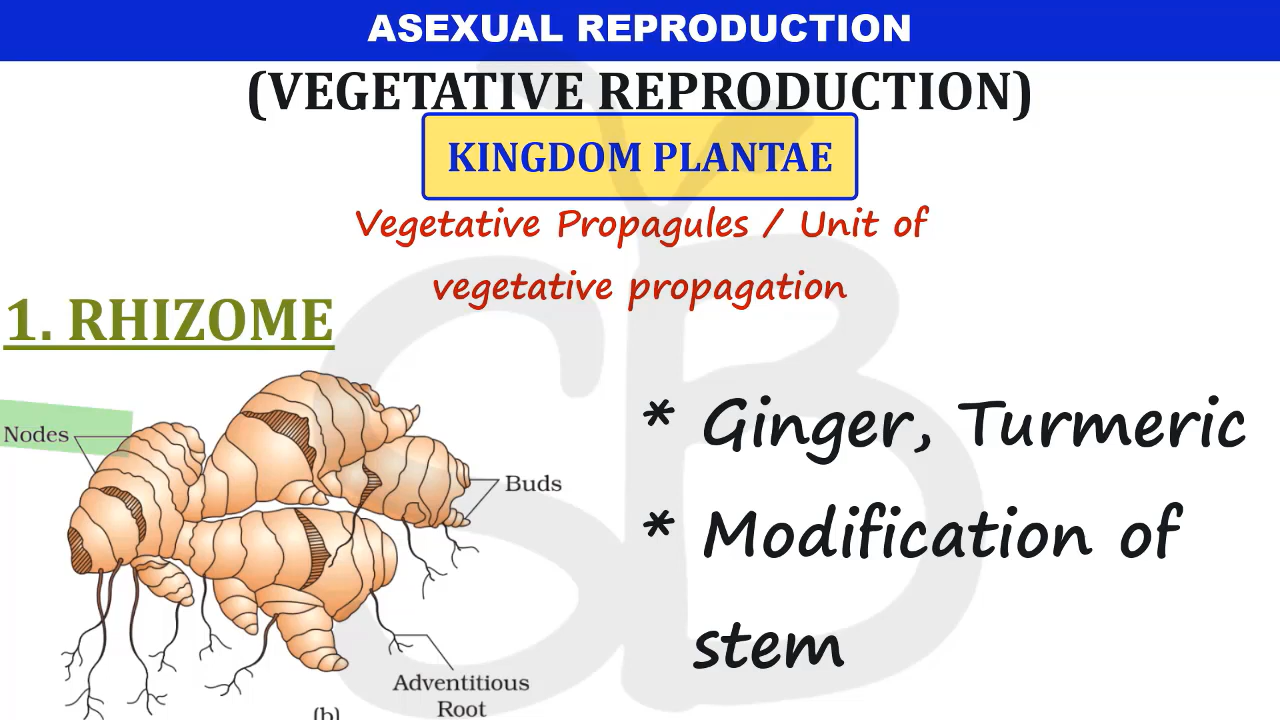 ASEXUAL REPRODUCTION
(VEGETATIVE REPRODUCTION)
KINGDOM PLANTAE
Vegetative Propagules / Unit of
vegetative propagation
1. RHIZOME
Nodes
Buds
Adventitious
Root
(b)
* Ginger, Turmeric
* Modification of
stem
SB